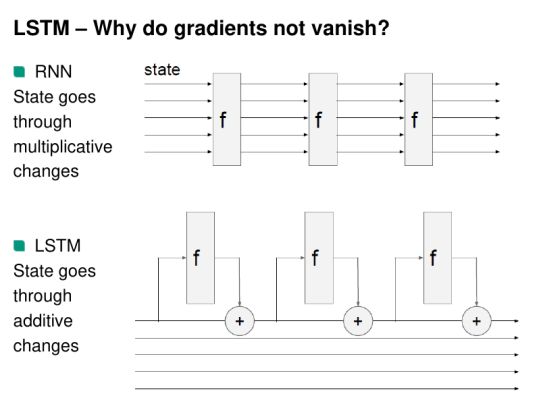 LSTM – Why do gradients not vanish?
RNN
State goes
through
multiplicative
changes
state
f
f
f
LSTM
State goes
through
additive
changes
f
f
f
+
+
+